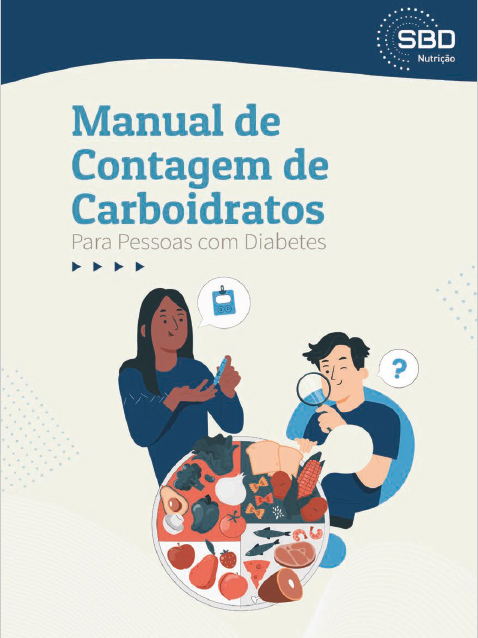 SBD
Nutrição
Manual de
Contagem de
Carboidratos
Para Pessoas com Diabetes
?